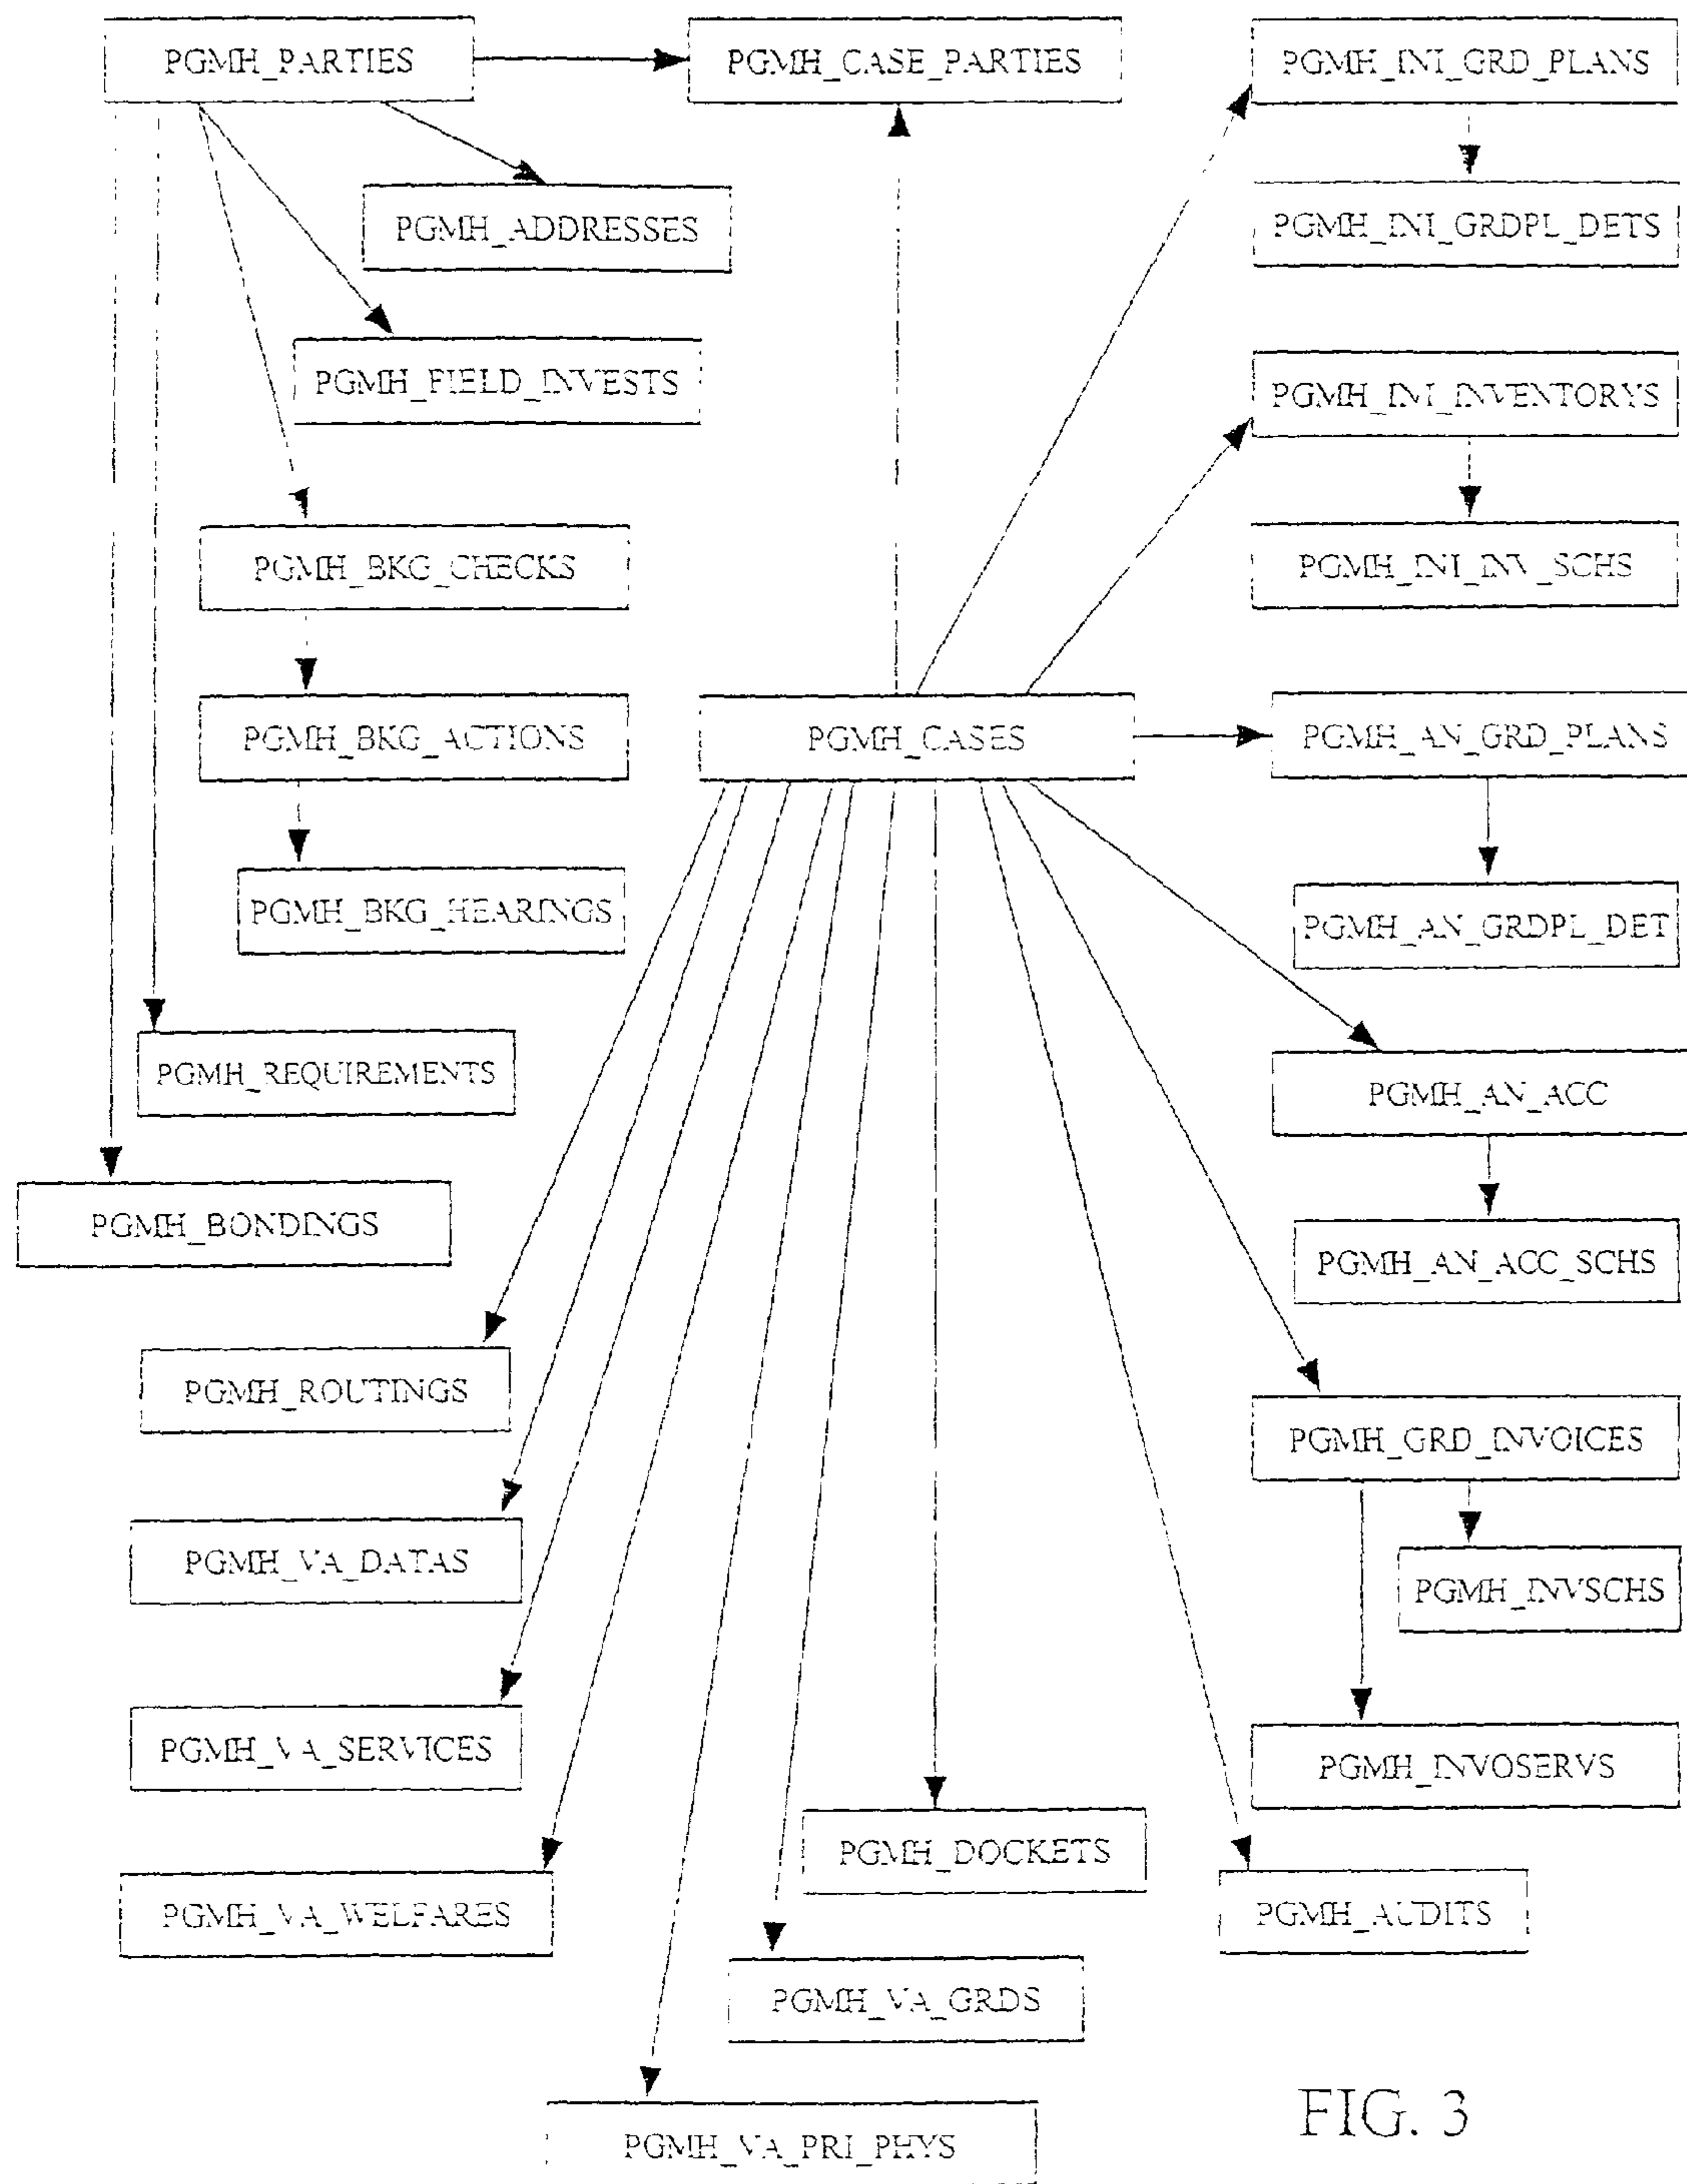 PGMH_PARTIES
PGMH_CASE_PARTIES
PGMH_INI_GRD_PLANS
PGMH_ADDRESSES
PGMH_INI_GRDPL_DETS
PGMH_FIELD_INVESTS
PGMH_INI_INVENTORYS
PGMH_BKG_CHECKS
PGMH_INI_INV_SCHS
PGMH_BKG_ACTIONS
PGMH_CASES
PGMH_AN_GRD_PLANS
PGMH_BKG_HEARINGS
PGMH_AN_GRDPL_DET
PGMH_REQUIREMENTS
PGMH_AN_ACC
PGMH_BONDINGS
PGMH_AN_ACC_SCHS
PGMH_ROUTINGS
PGMH_GRD_INVOICES
PGMH_VA_DATAS
PGMH_INVSCHS
PGMH_VA_SERVICES
PGMH_INVOSERVS
PGMH_DOCKETS
PGMH_VA_WELFARES
PGMH_AUDITS
PGMH_VA_GRDS
PGMH_VA_PRI_PHYS
FIG. 3